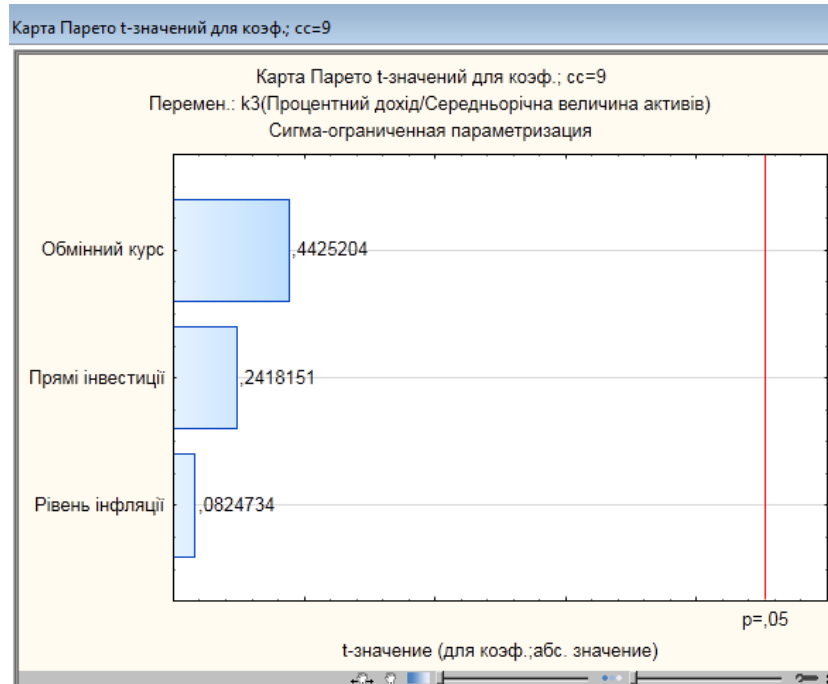 Карта Парето t-значений для коэф.; сс=9
Карта Парето t-значений для коэф.; сс=9
Перемен.: k3(Процентний дохід/Середньорічна величина активів)
Сигма-ограниченная параметризация
Обмінний курс ,4425204
Прямі інвестиції ,2418151
Рівень інфляції ,0824734
p=,05
t-значение (для коэф.;абс. значение)